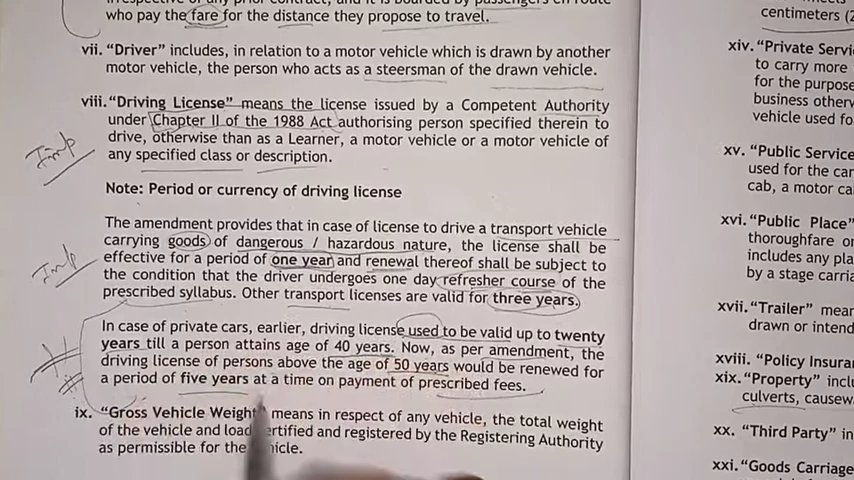 who pay the fare for the distance they propose to travel.
vii. “Driver” includes, in relation to a motor vehicle which is drawn by another
motor vehicle, the person who acts as a steersman of the drawn vehicle.
viii. “Driving License” means the license issued by a Competent Authority
under Chapter II of the 1988 Act authorising person specified therein to
drive, otherwise than as a Learner, a motor vehicle or a motor vehicle of
any specified class or description.
Imp
Note: Period or currency of driving license
The amendment provides that in case of license to drive a transport vehicle
carrying goods of dangerous / hazardous nature, the license shall be
effective for a period of one year and renewal thereof shall be subject to
the condition that the driver undergoes one day refresher course of the
prescribed syllabus. Other transport licenses are valid for three years.
Imp
In case of private cars, earlier, driving license used to be valid up to twenty
years till a person attains age of 40 years. Now, as per amendment, the
driving license of persons above the age of 50 years would be renewed for
a period of five years at a time on payment of prescribed fees.
ix. “Gross Vehicle Weight” means in respect of any vehicle, the total weight
of the vehicle and load ertified and registered by the Registering Authority
as permissible for the hicle.
centimeters (2
xiv. “Private Servi
to carry more
for the purpose
business otherw
vehicle used fo
xv. “Public Service
used for the car
cab, a motor ca
xvi. “Public Place”
thoroughfare or
includes any pla
by a stage carria
xvii. “Trailer” mear
drawn or intend
xviii. “Policy Insuran
xix. “Property” inclu
culverts, causew
xx. “Third Party” in
xxi. “Goods Carriage